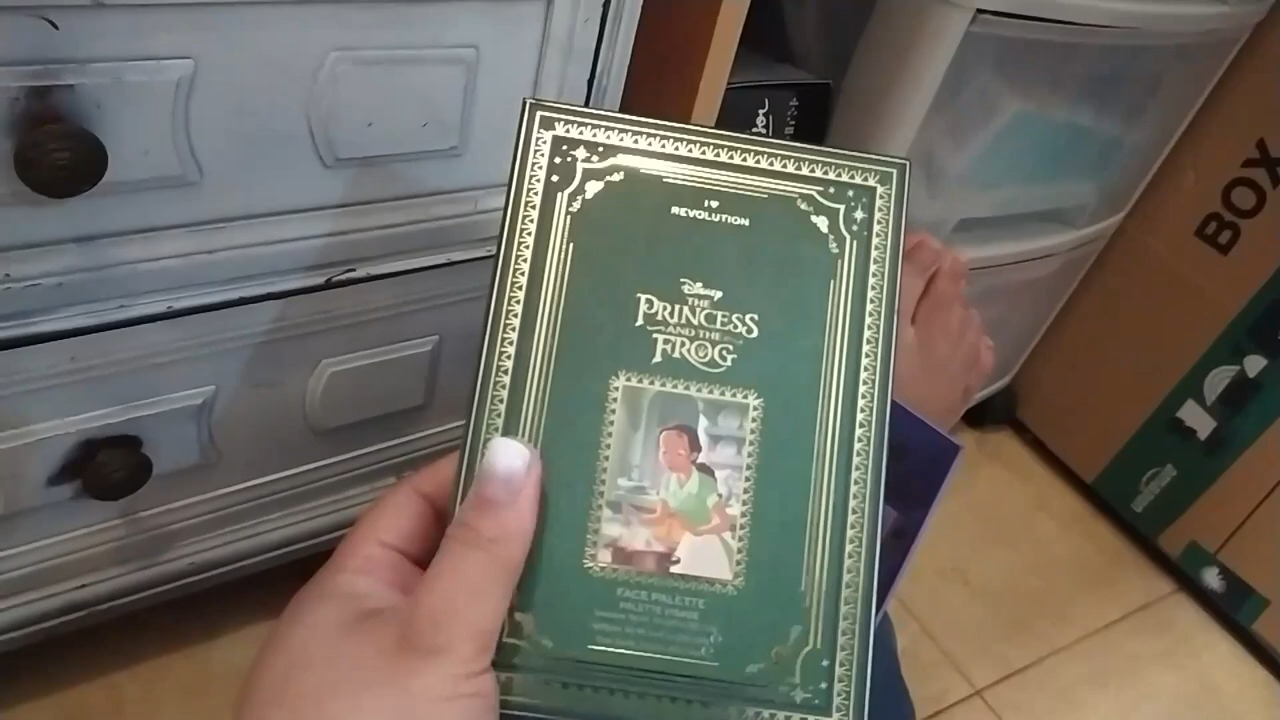 I ♥
REVOLUTION
Disney
THE
PRINCESS
AND THE
FROG
FACE PALETTE
PALETTE VISAGE
BOX